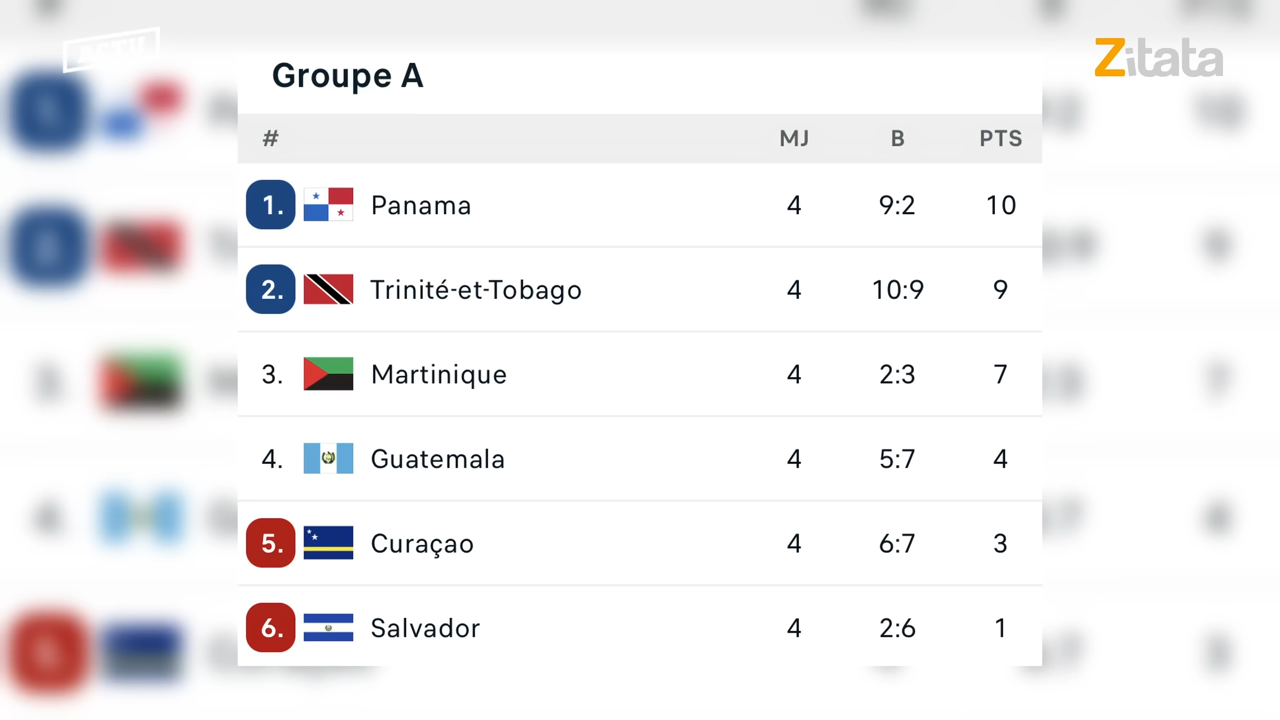 ACTU
Zitata
Groupe A
# MJ B PTS
1. Panama 4 9:2 10
2. Trinité-et-Tobago 4 10:9 9
3. Martinique 4 2:3 7
4. Guatemala 4 5:7 4
5. Curaçao 4 6:7 3
6. Salvador 4 2:6 1